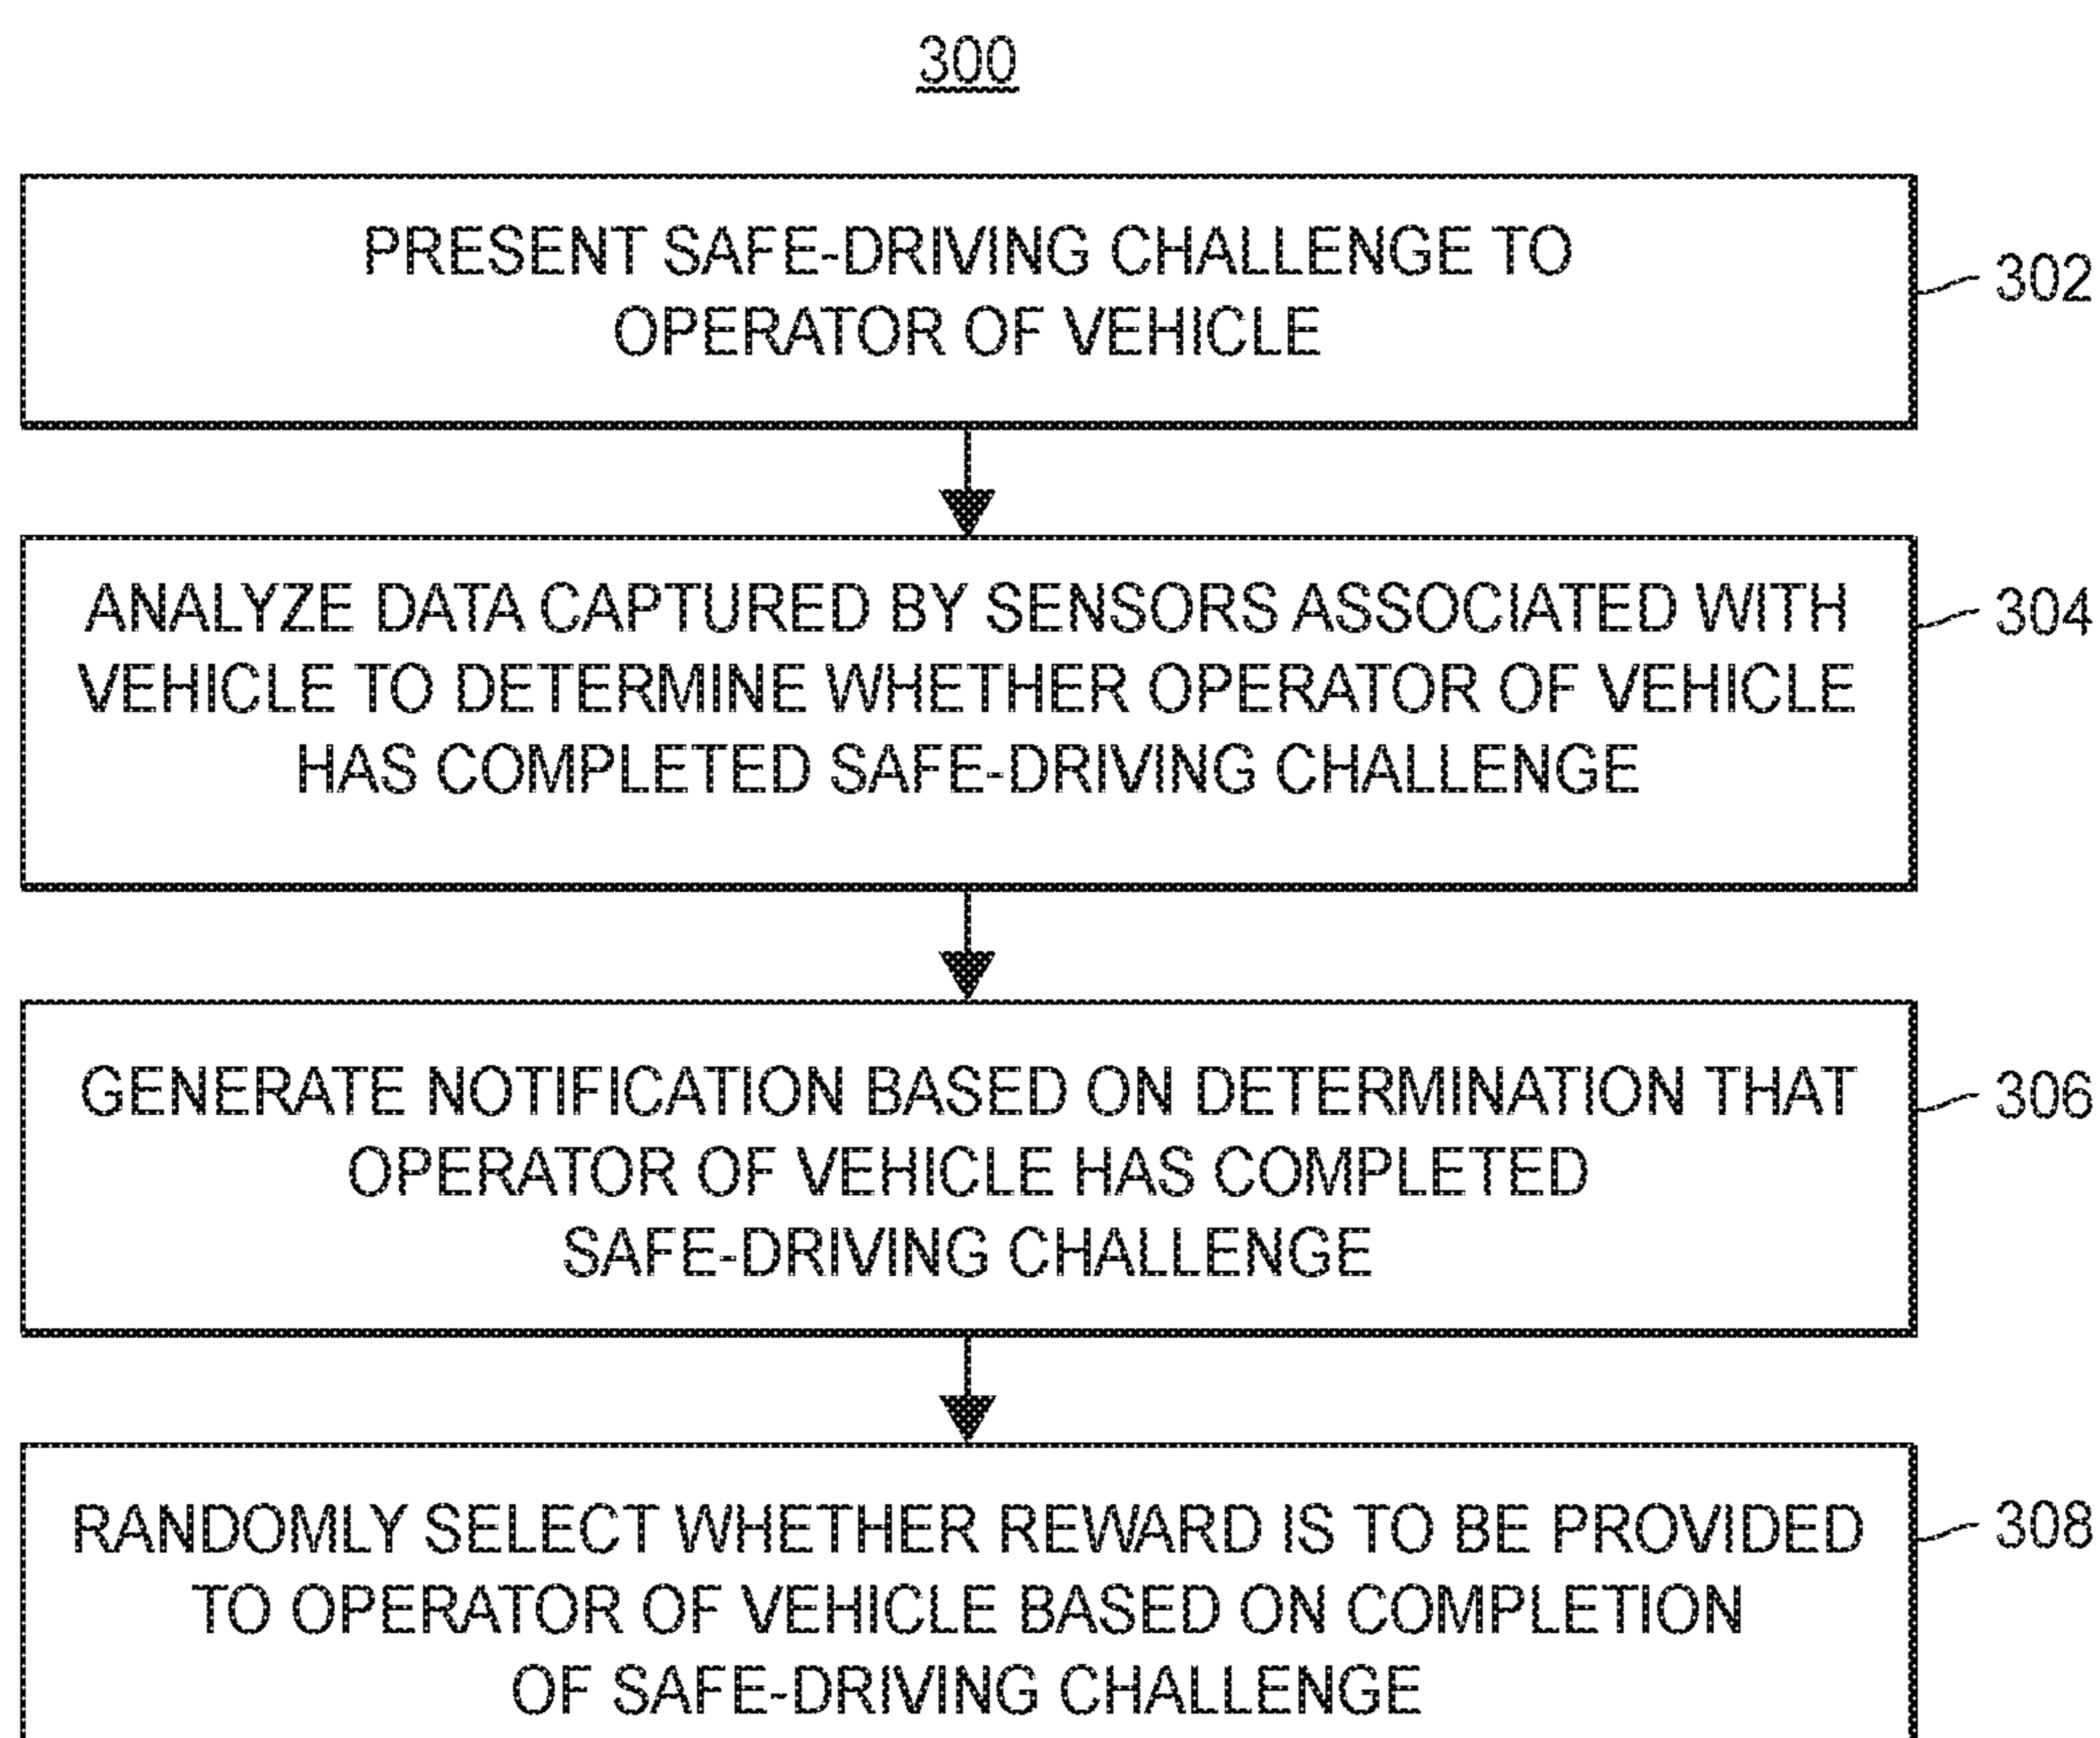 300
PRESENT SAFE-DRIVING CHALLENGE TO
OPERATOR OF VEHICLE
302
ANALYZE DATA CAPTURED BY SENSORS ASSOCIATED WITH
VEHICLE TO DETERMINE WHETHER OPERATOR OF VEHICLE
HAS COMPLETED SAFE-DRIVING CHALLENGE
304
GENERATE NOTIFICATION BASED ON DETERMINATION THAT
OPERATOR OF VEHICLE HAS COMPLETED
SAFE-DRIVING CHALLENGE
306
RANDOMLY SELECT WHETHER REWARD IS TO BE PROVIDED
TO OPERATOR OF VEHICLE BASED ON COMPLETION
OF SAFE-DRIVING CHALLENGE
308